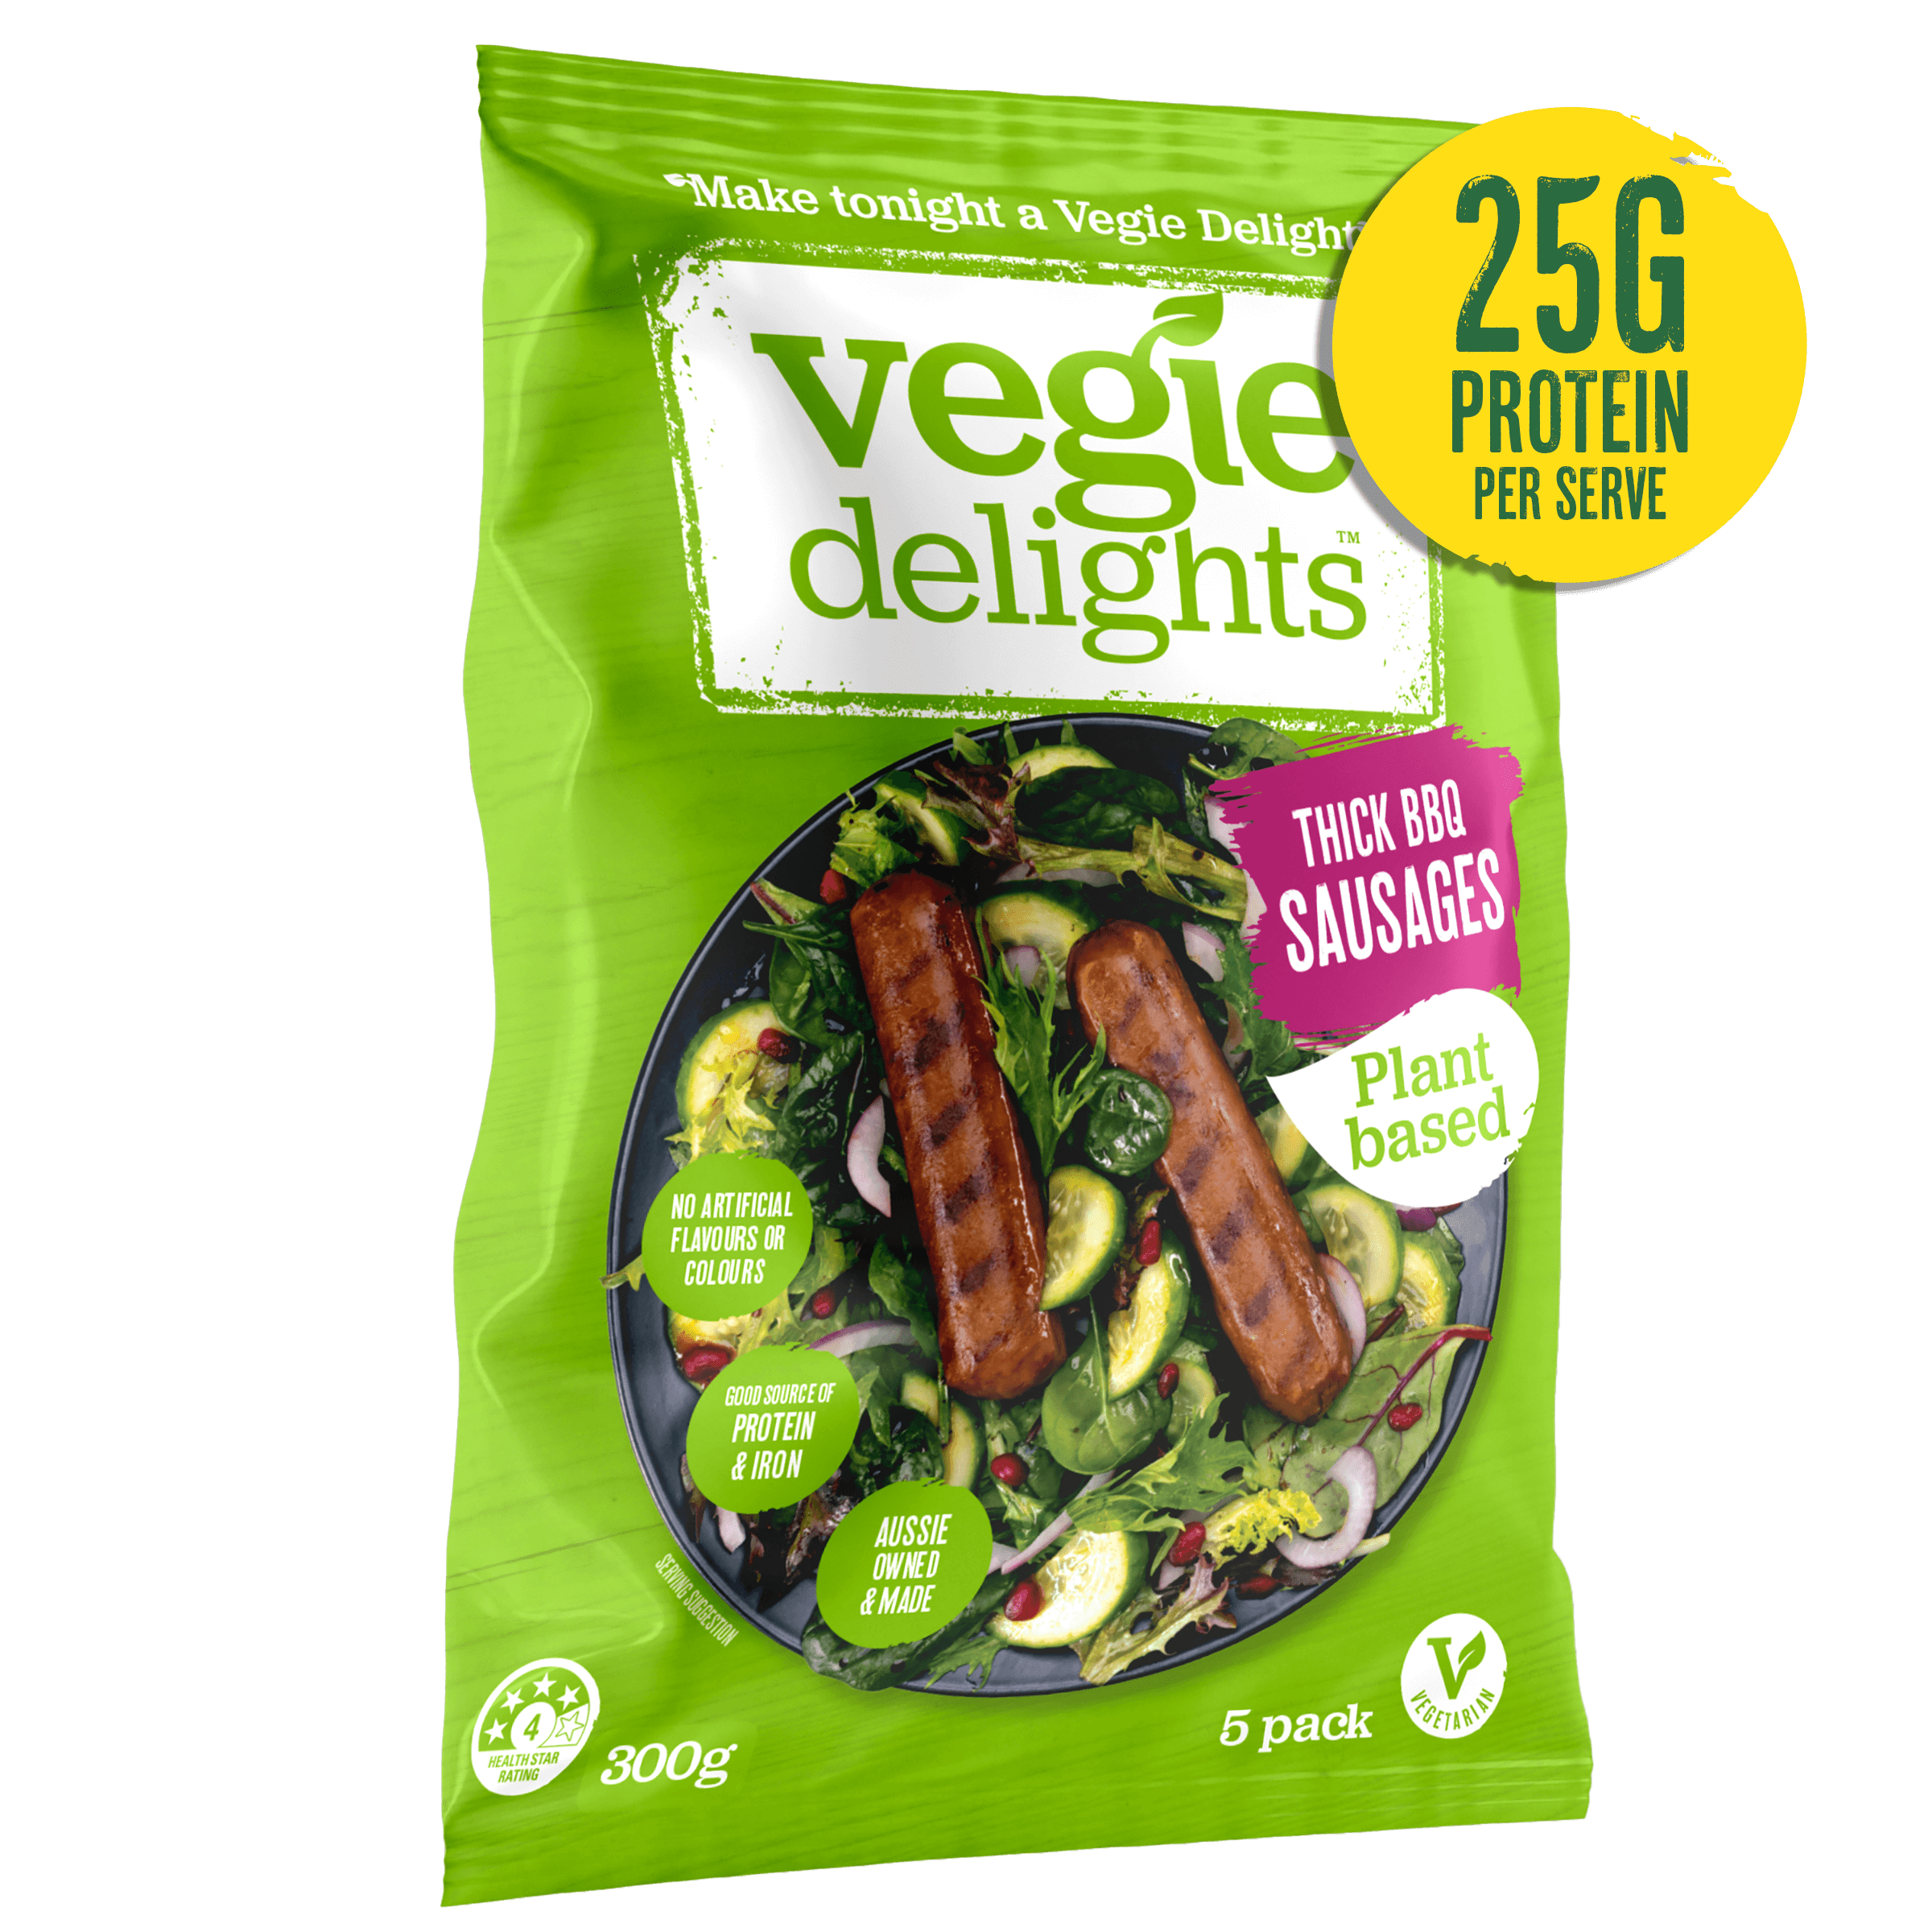 Make tonight a Vegie Delight
vegie
delights™
25G
PROTEIN
PER SERVE
THICK BBQ
SAUSAGES
Plant
based
NO ARTIFICIAL
FLAVOURS OR
COLOURS
GOOD SOURCE OF
PROTEIN
& IRON
AUSSIE
OWNED
& MADE
SERVING SUGGESTION
4
HEALTH STAR
RATING
300g
5 pack
V
VEGETARIAN